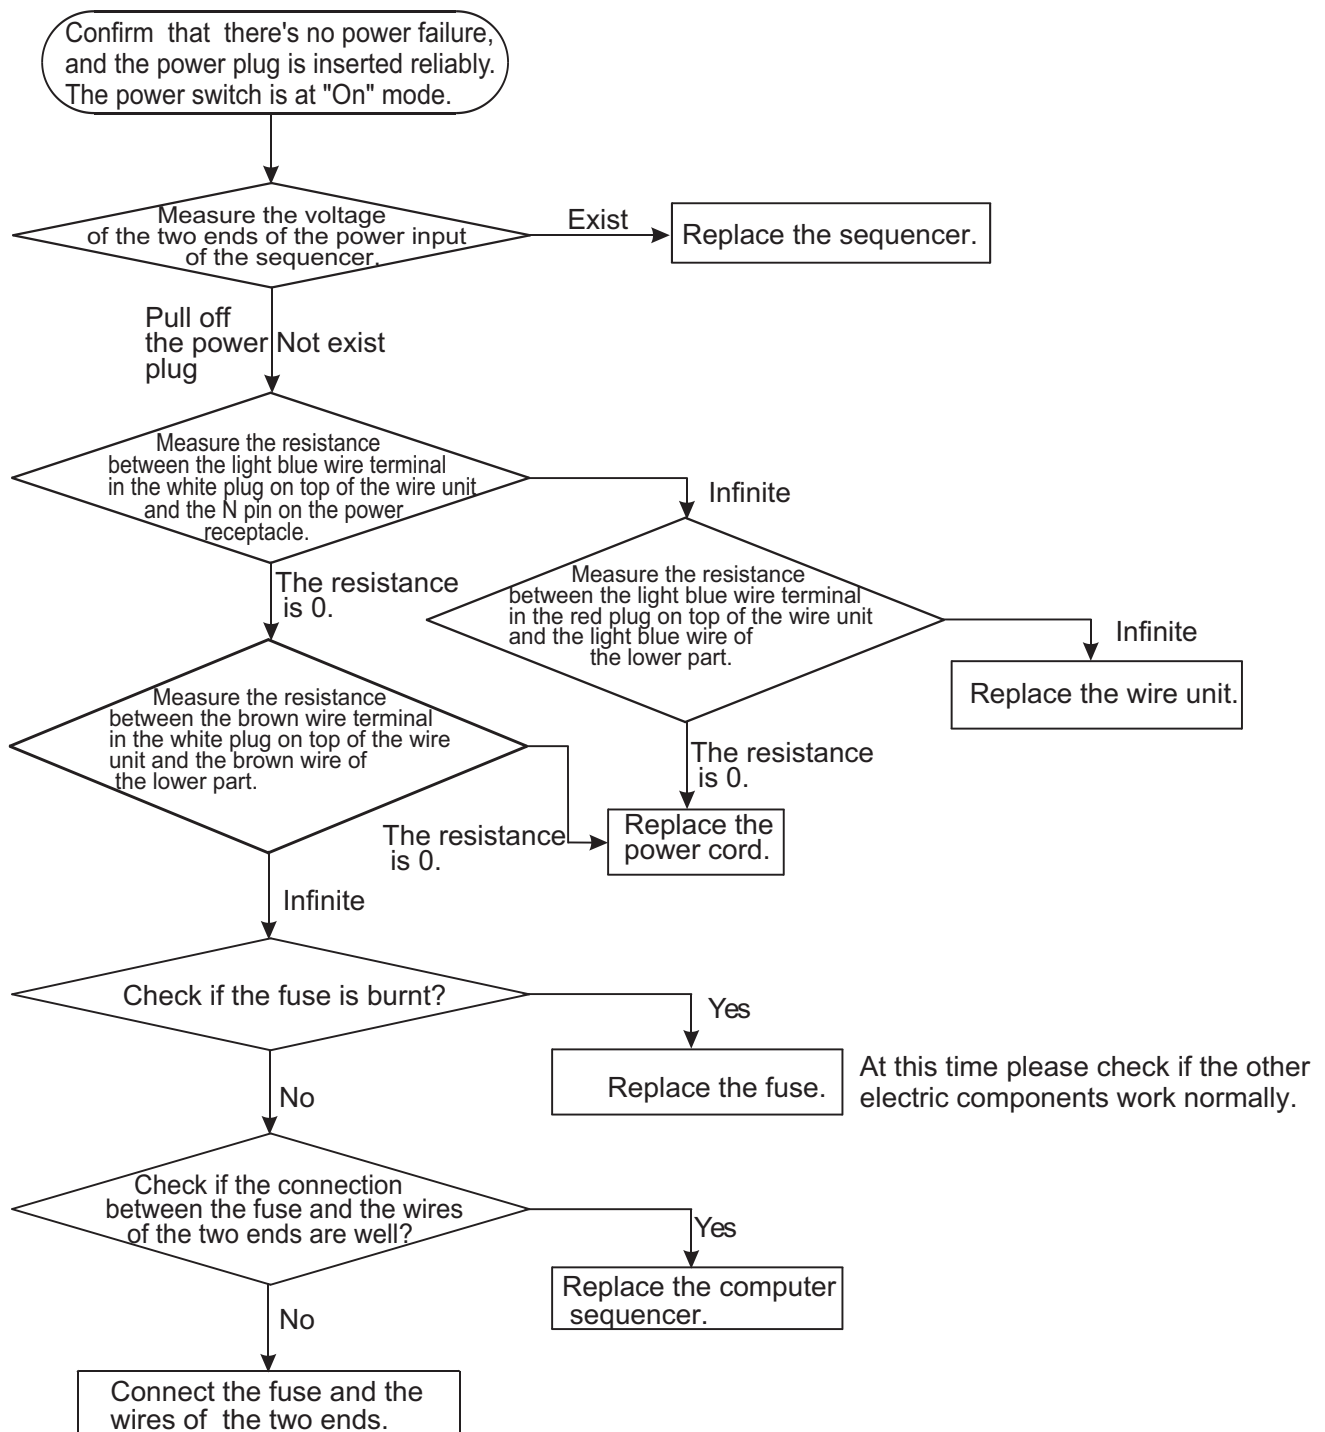 Confirm that there's no power failure,
and the power plug is inserted reliably.
The power switch is at "On" mode.
Measure the voltage
of the two ends of the power input
of the sequencer.
Exist
Replace the sequencer.
Pull off
the power
plug
Not exist
Measure the resistance
between the light blue wire terminal
in the white plug on top of the wire unit
and the N pin on the power
receptacle.
Infinite
The resistance
is 0.
Measure the resistance
between the light blue wire terminal
in the red plug on top of the wire unit
and the light blue wire of
the lower part.
Infinite
Replace the wire unit.
Measure the resistance
between the brown wire terminal
in the white plug on top of the wire
unit and the brown wire of
the lower part.
The resistance
is 0.
The resistance
is 0.
Replace the
power cord.
Infinite
Check if the fuse is burnt?
Yes
Replace the fuse.
At this time please check if the other
electric components work normally.
No
Check if the connection
between the fuse and the wires
of the two ends are well?
Yes
Replace the computer
sequencer.
No
Connect the fuse and the
wires of the two ends.